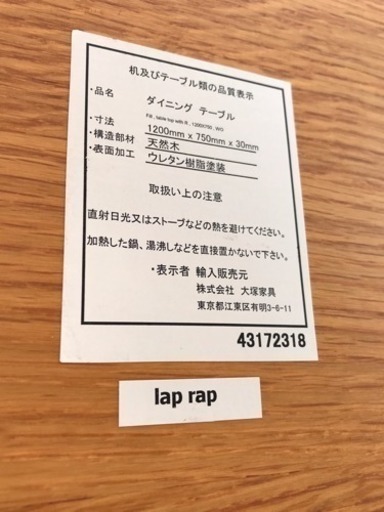 机及びテーブル類の品質表示
・品名 ダイニング テーブル
・寸法 1200mm x 750mm x 30mm
・構造部材 天然木
・表面加工 ウレタン樹脂塗装
取扱い上の注意
直射日光又はストーブなどの熱を避けてください。
加熱した鍋、湯沸しなどを直接置かないで下さい。
・表示者 輸入販売元
株式会社 大塚家具
東京都江東区有明3-6-11
43172318
lap rap